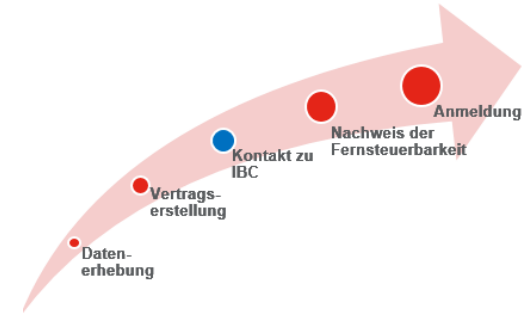 Anmeldung
Nachweis der
Fernsteuerbarkeit
Kontakt zu
IBC
Vertrags-
erstellung
Daten-
erhebung